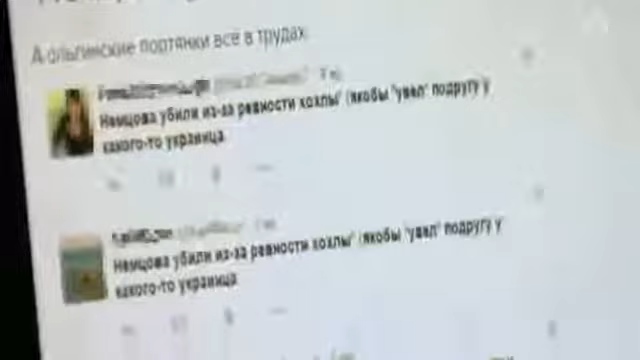 А ольгинские портянки всё в трудах
Немцова убили из-за ревности хохлы" (якобы "увел" подругу у
какого-то украинца
Немцова убили из-за ревности хохлы" (якобы "увел" подругу у
какого-то украинца